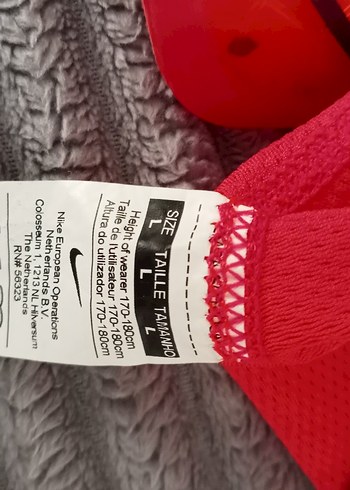 SIZE TAILLE TAMANHO
L L L
Height of wearer 170-180cm
Taille de l'utilisateur 170-180cm
Altura do utilizador 170-180cm
Nike European Operations
Netherlands B.V.
Colosseum 1, 1213 NL Hilversum
The Netherlands
RN# 56323